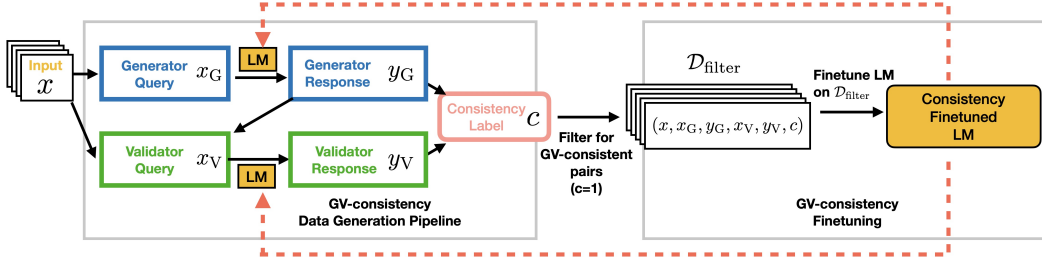 Input
x
Generator
Query
x_G
LM
Generator
Response
y_G
Validator
Query
x_V
LM
Validator
Response
y_V
Consistency
Label
c
GV-consistency
Data Generation Pipeline
Filter for
GV-consistent
pairs
(c=1)
𝒟_filter
(x, x_G, y_G, x_V, y_V, c)
Finetune LM
on 𝒟_filter
Consistency
Finetuned
LM
GV-consistency
Finetuning